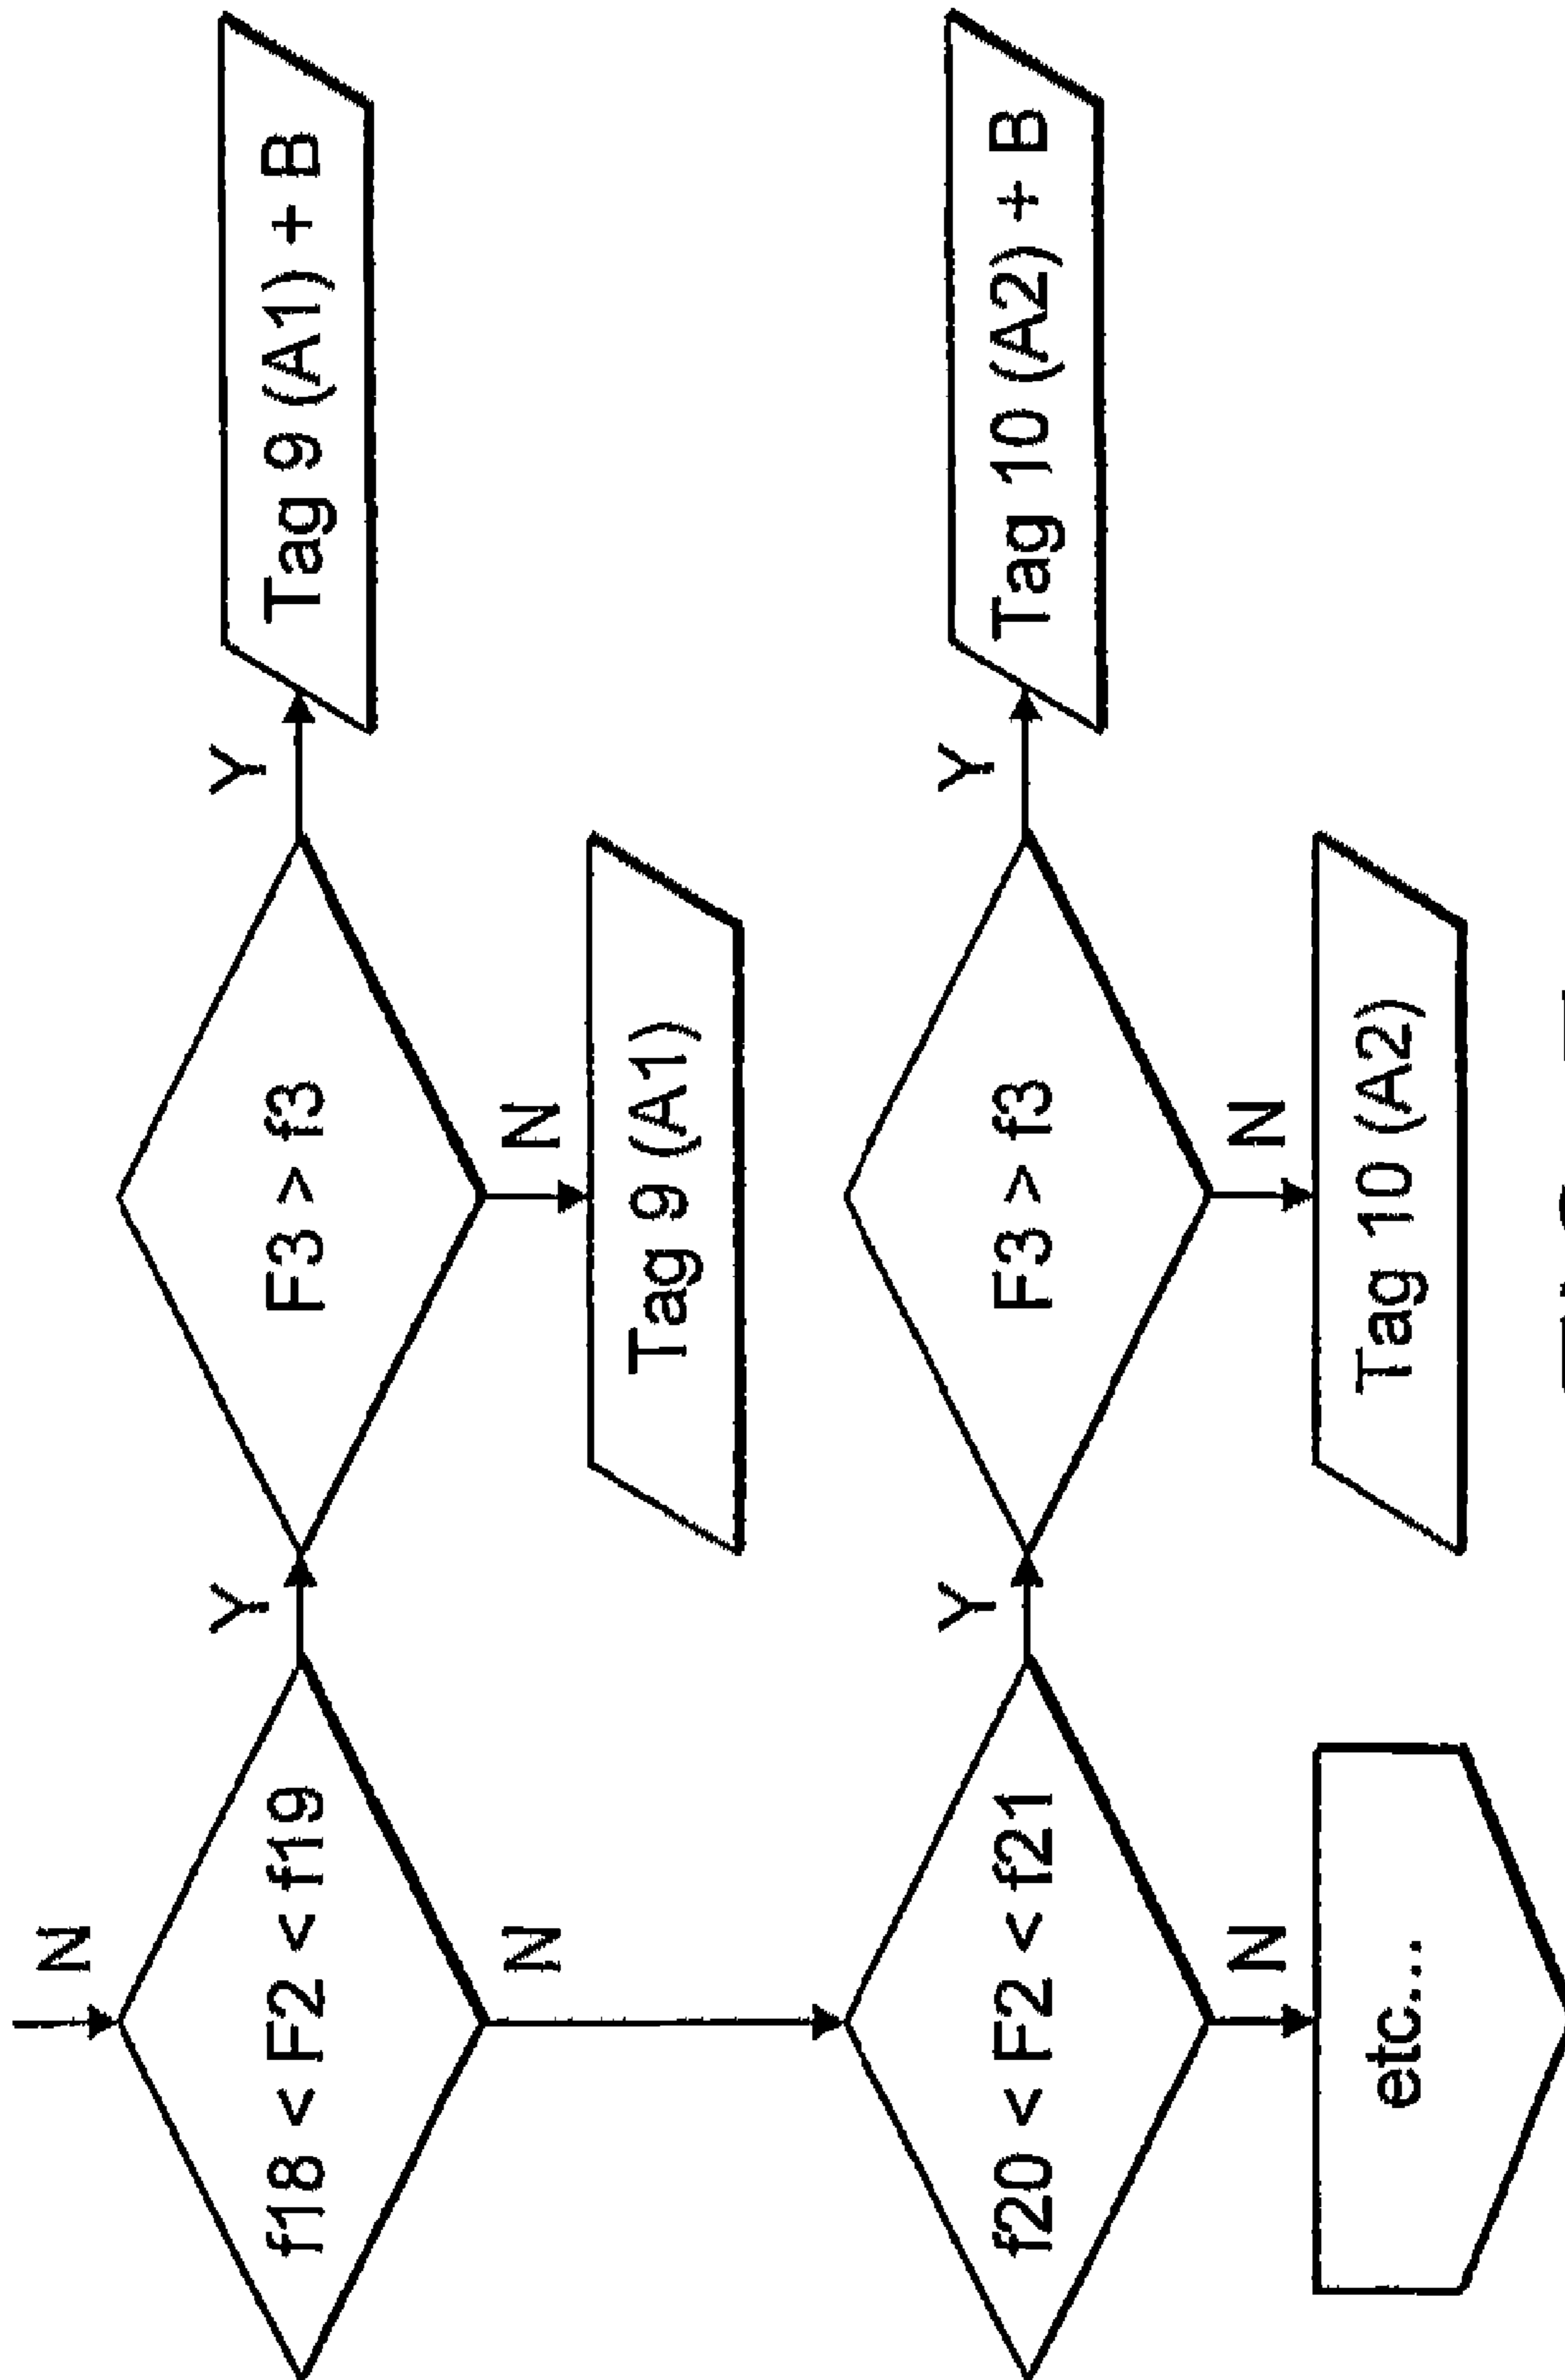 N
f18 < F2 < f19
Y
F3 > f3
Y
Tag 9 (A1) + B
N
N
Tag 9 (A1)
f20 < F2 < f21
Y
F3 > f3
Y
Tag 10 (A2) + B
N
N
etc...
Tag 10 (A2)